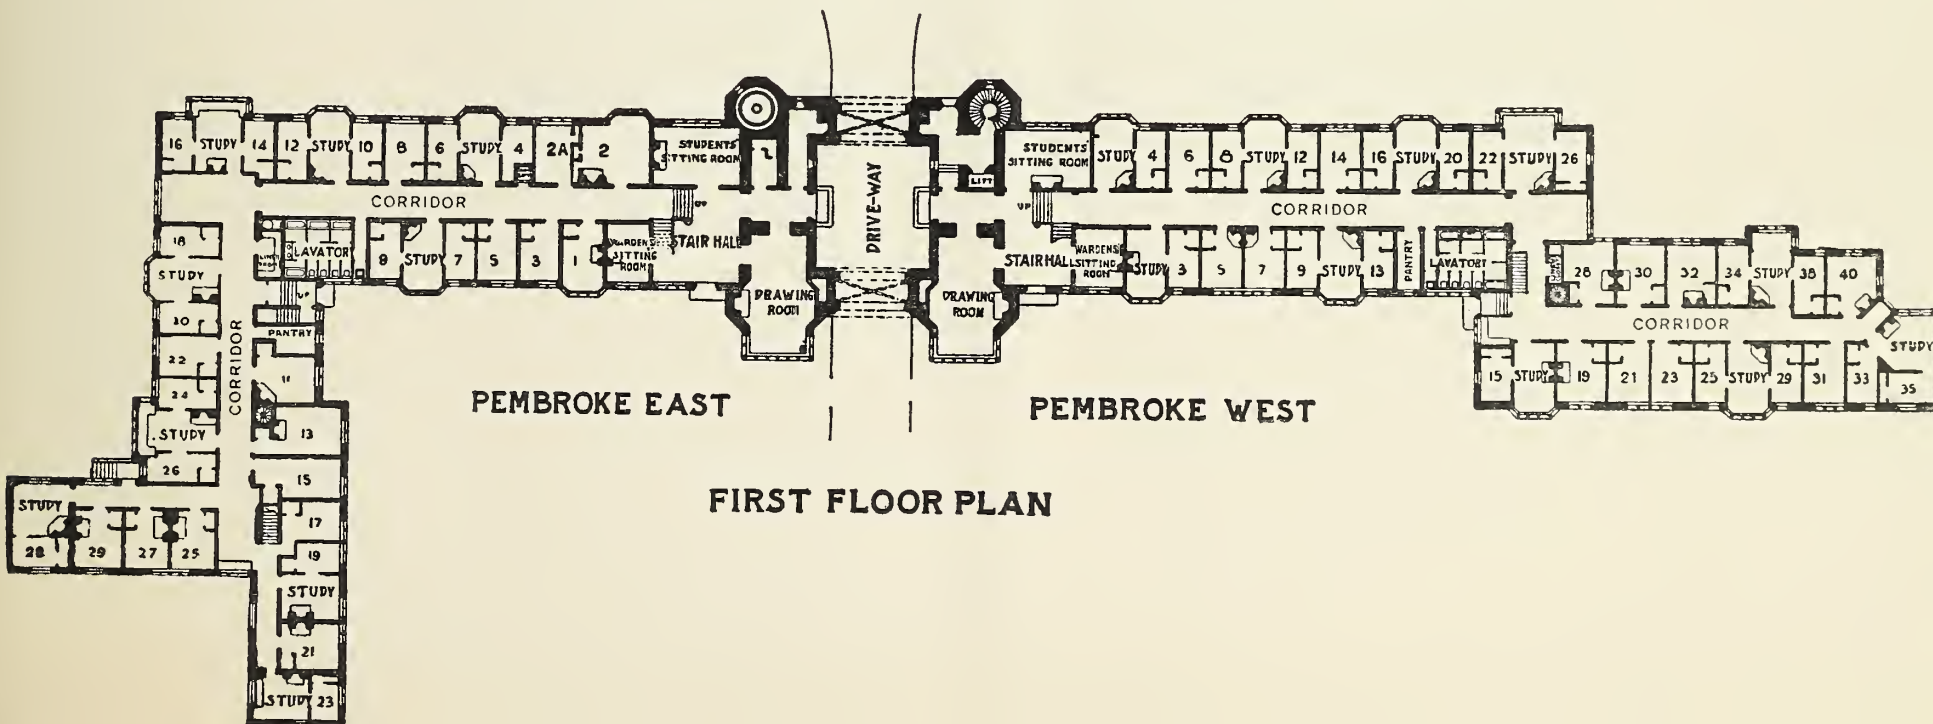 16 STUDY 14 12 STUDY 10 8 6 STUDY 4 2A 2
STUDENTS'
SITTING ROOM
CORRIDOR
UP
LAVATORY
9 STUDY 7 5 3 1
WARDENS
SITTING
ROOM
STAIR HALL
DRAWING
ROOM
18
STUDY
20
22
24
STUDY
26
CORRIDOR
UP
PANTRY
11
13
15
17
19
STUDY
21
STUDY 23
STUDY
28 29 27 25
DRIVE-WAY
STUDENTS'
SITTING ROOM
LIFT
STUDY 4 6 8 STUDY 12 14 16 STUDY 20 22 STUDY 26
CORRIDOR
UP
STAIR HALL
WARDENS
SITTING
ROOM
STUDY 3 5 7 9 STUDY 13 PANTRY LAVATORY
DRAWING
ROOM
28 30 32 34 STUDY 38 40
CORRIDOR
STUDY
15 STUDY 19 21 23 25 STUDY 29 31 33 35
PEMBROKE EAST
PEMBROKE WEST
FIRST FLOOR PLAN